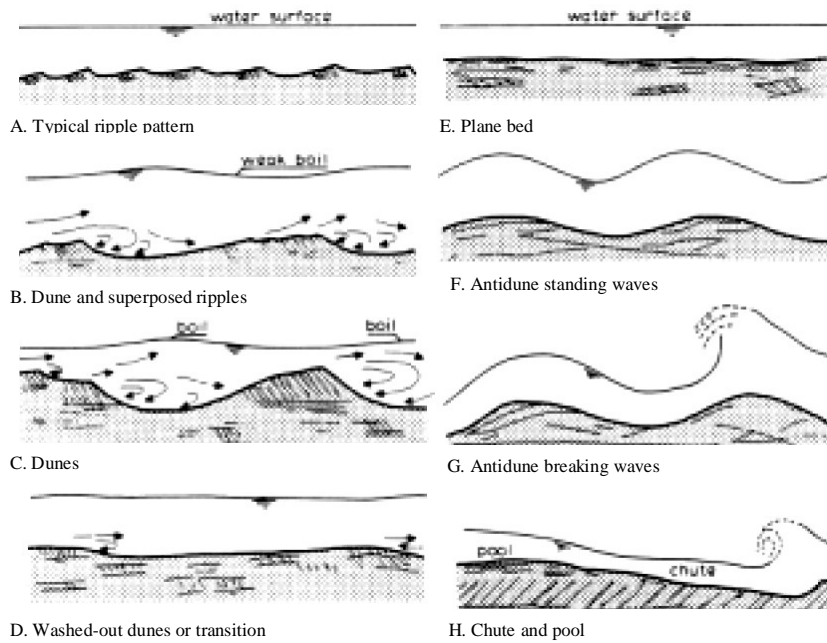 water surface
A. Typical ripple pattern
weak boil
B. Dune and superposed ripples
boil
boil
C. Dunes
D. Washed-out dunes or transition
water surface
E. Plane bed
F. Antidune standing waves
G. Antidune breaking waves
pool
chute
H. Chute and pool